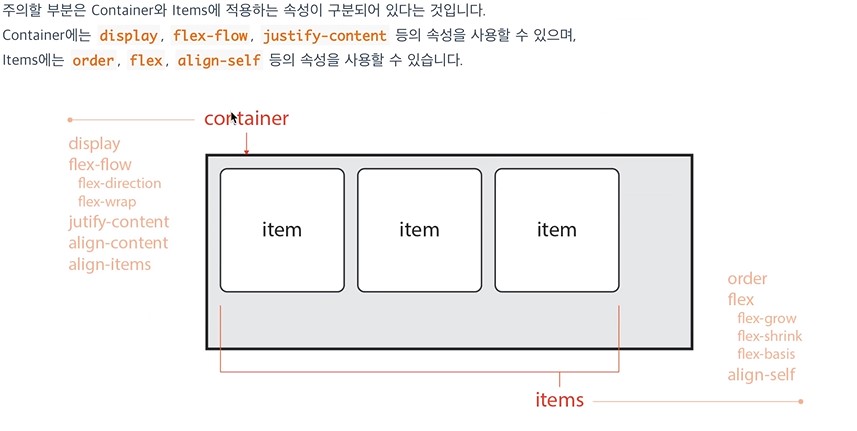 주의할 부분은 Container와 Items에 적용하는 속성이 구분되어 있다는 것입니다.
Container에는 display, flex-flow, justify-content 등의 속성을 사용할 수 있으며,
Items에는 order, flex, align-self 등의 속성을 사용할 수 있습니다.
container
display
flex-flow
flex-direction
flex-wrap
jutify-content
align-content
align-items
item
item
item
order
flex
flex-grow
flex-shrink
flex-basis
align-self
items